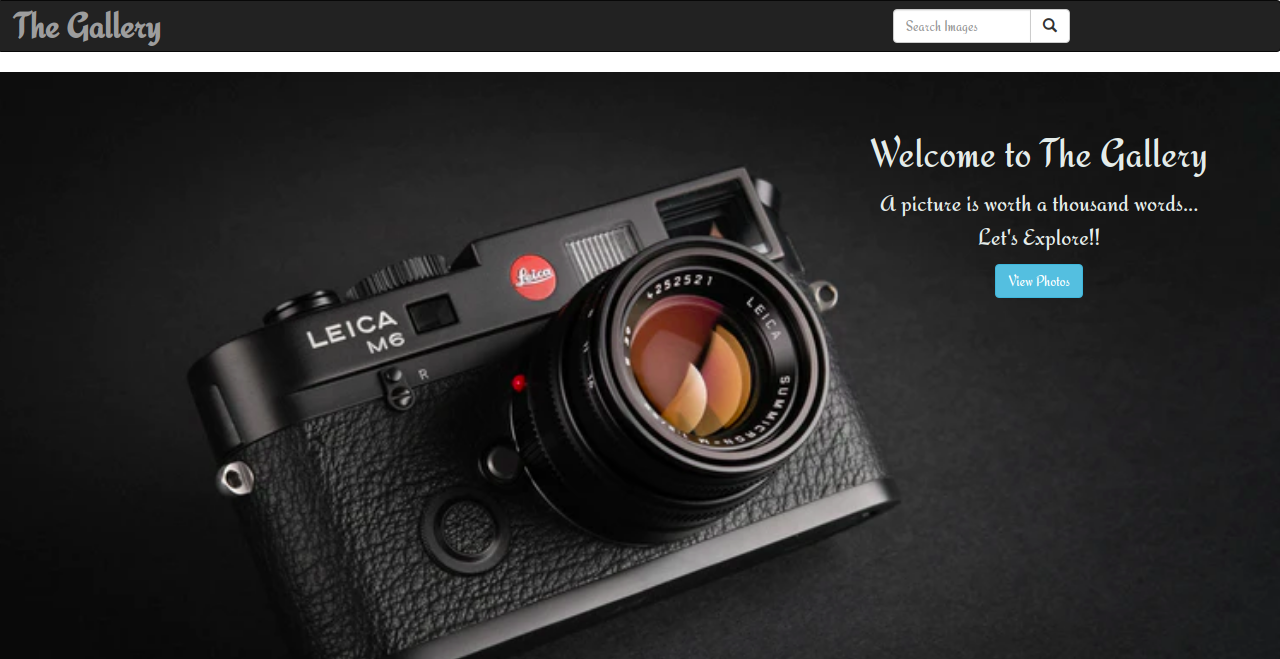 The Gallery
Search Images
Welcome to The Gallery
A picture is worth a thousand words...
Let's Explore!!
View Photos
Leica
LEICA
M6
R
4252521
LEICA
SUMMICRON-M